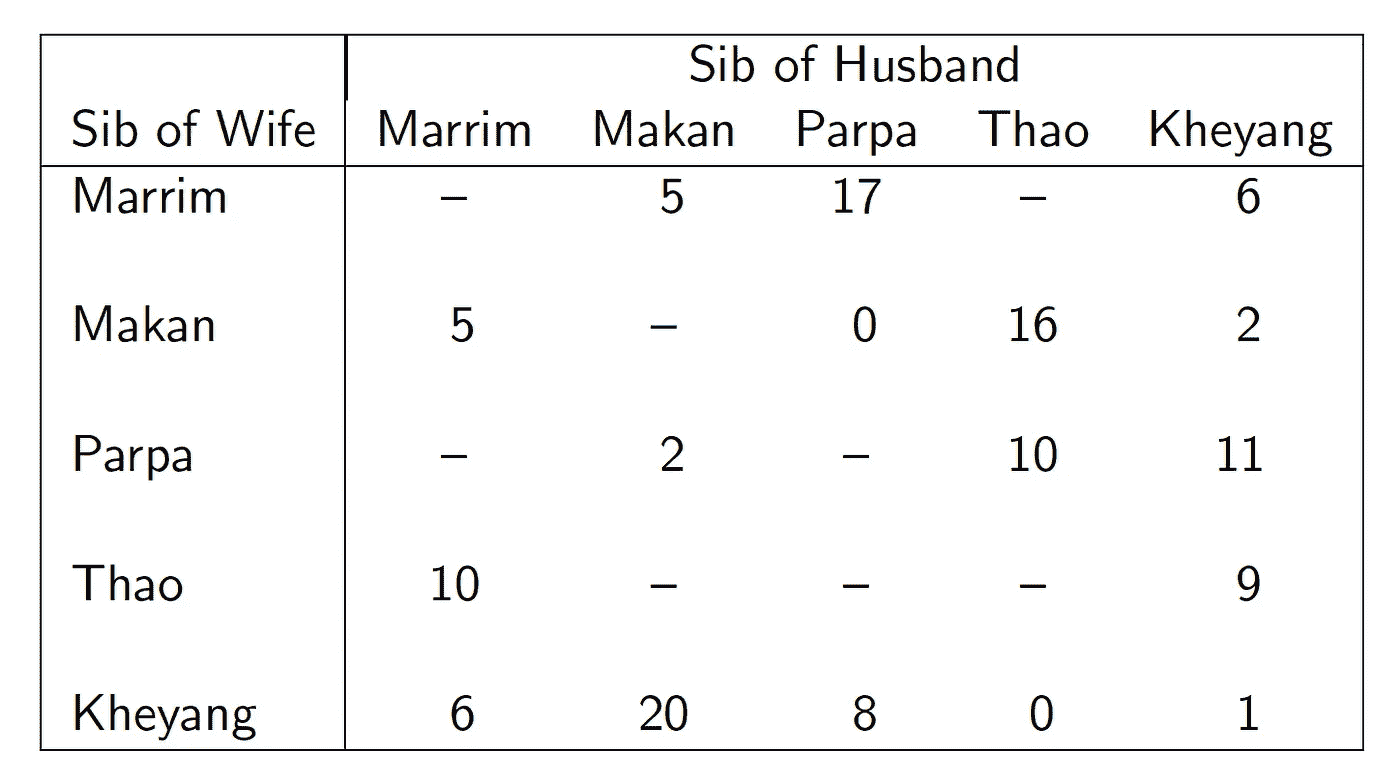 Sib of Husband
Sib of Wife Marrim Makan Parpa Thao Kheyang
Marrim – 5 17 – 6
Makan 5 – 0 16 2
Parpa – 2 – 10 11
Thao 10 – – – 9
Kheyang 6 20 8 0 1